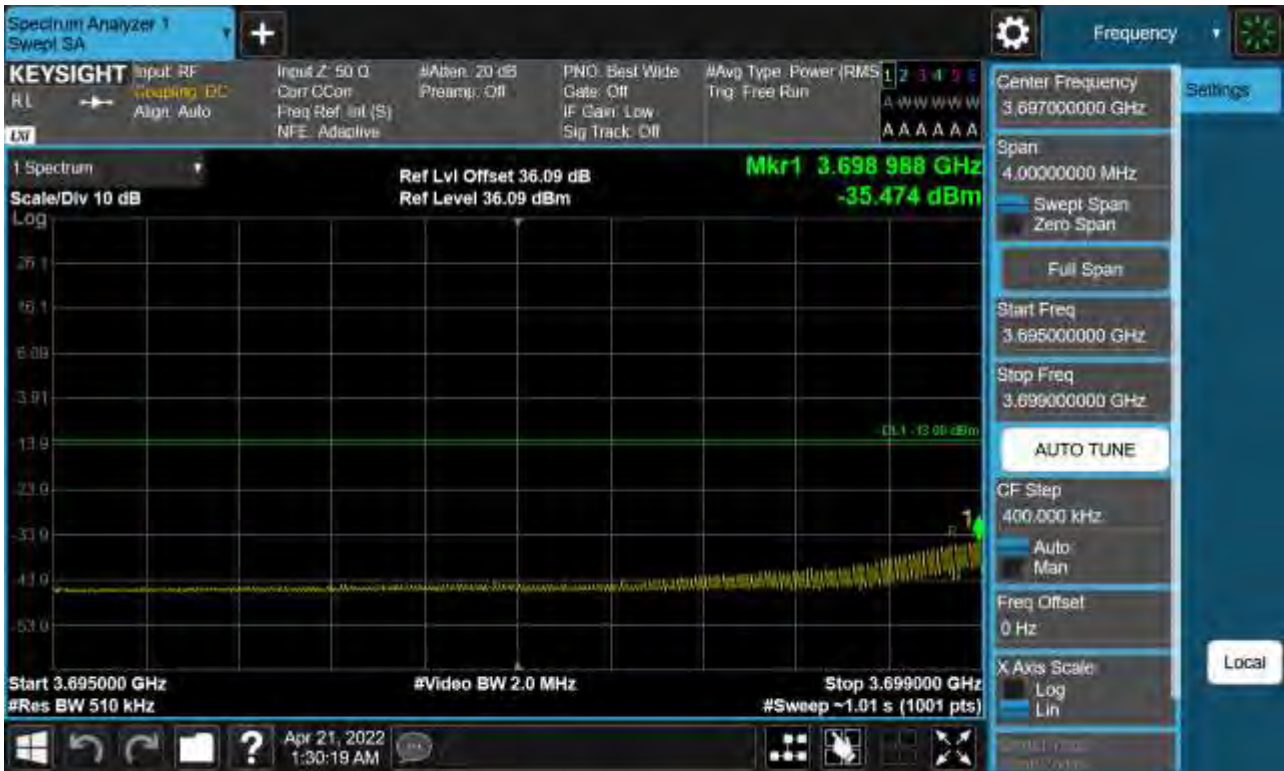 Spectrum Analyzer 1
Swept SA
+
Frequency
KEYSIGHT
RL
LXI
Input: RF
Coupling: DC
Align: Auto
Input Z: 50 Ω
Corr CCorr
Freq Ref: Int (S)
NFE: Adaptive
#Atten: 20 dB
Preamp: Off
PNO: Best Wide
Gate: Off
IF Gain: Low
Sig Track: Off
#Avg Type: Power (RMS
Trig: Free Run
1 2 3 4 5 6
A W W W W W
A A A A A A
1 Spectrum
Scale/Div 10 dB
Log
Ref Lvl Offset 36.09 dB
Ref Level 36.09 dBm
Mkr1 3.698 988 GHz
-35.474 dBm
26.1
16.1
6.09
-3.91
-13.9
-23.9
-33.9
-43.9
-53.9
DL1 -13.00 dBm
1
Start 3.695000 GHz
#Res BW 510 kHz
#Video BW 2.0 MHz
Stop 3.699000 GHz
#Sweep ~1.01 s (1001 pts)
Center Frequency
3.697000000 GHz
Settings
Span
4.00000000 MHz
Swept Span
Zero Span
Full Span
Start Freq
3.695000000 GHz
Stop Freq
3.699000000 GHz
AUTO TUNE
CF Step
400.000 kHz
Auto
Man
Freq Offset
0 Hz
X Axis Scale
Log
Lin
Local
?
Apr 21, 2022
1:30:19 AM